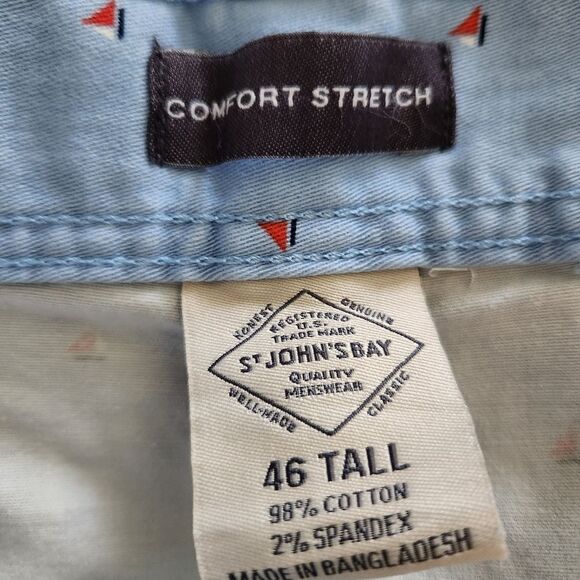 COMFORT STRETCH
HONEST
GENUINE
REGISTERED
U.S.
TRADE MARK
ST JOHN'S BAY
QUALITY
MENSWEAR
WELL-MADE
CLASSIC
46 TALL
98% COTTON
2% SPANDEX
MADE IN BANGLADESH